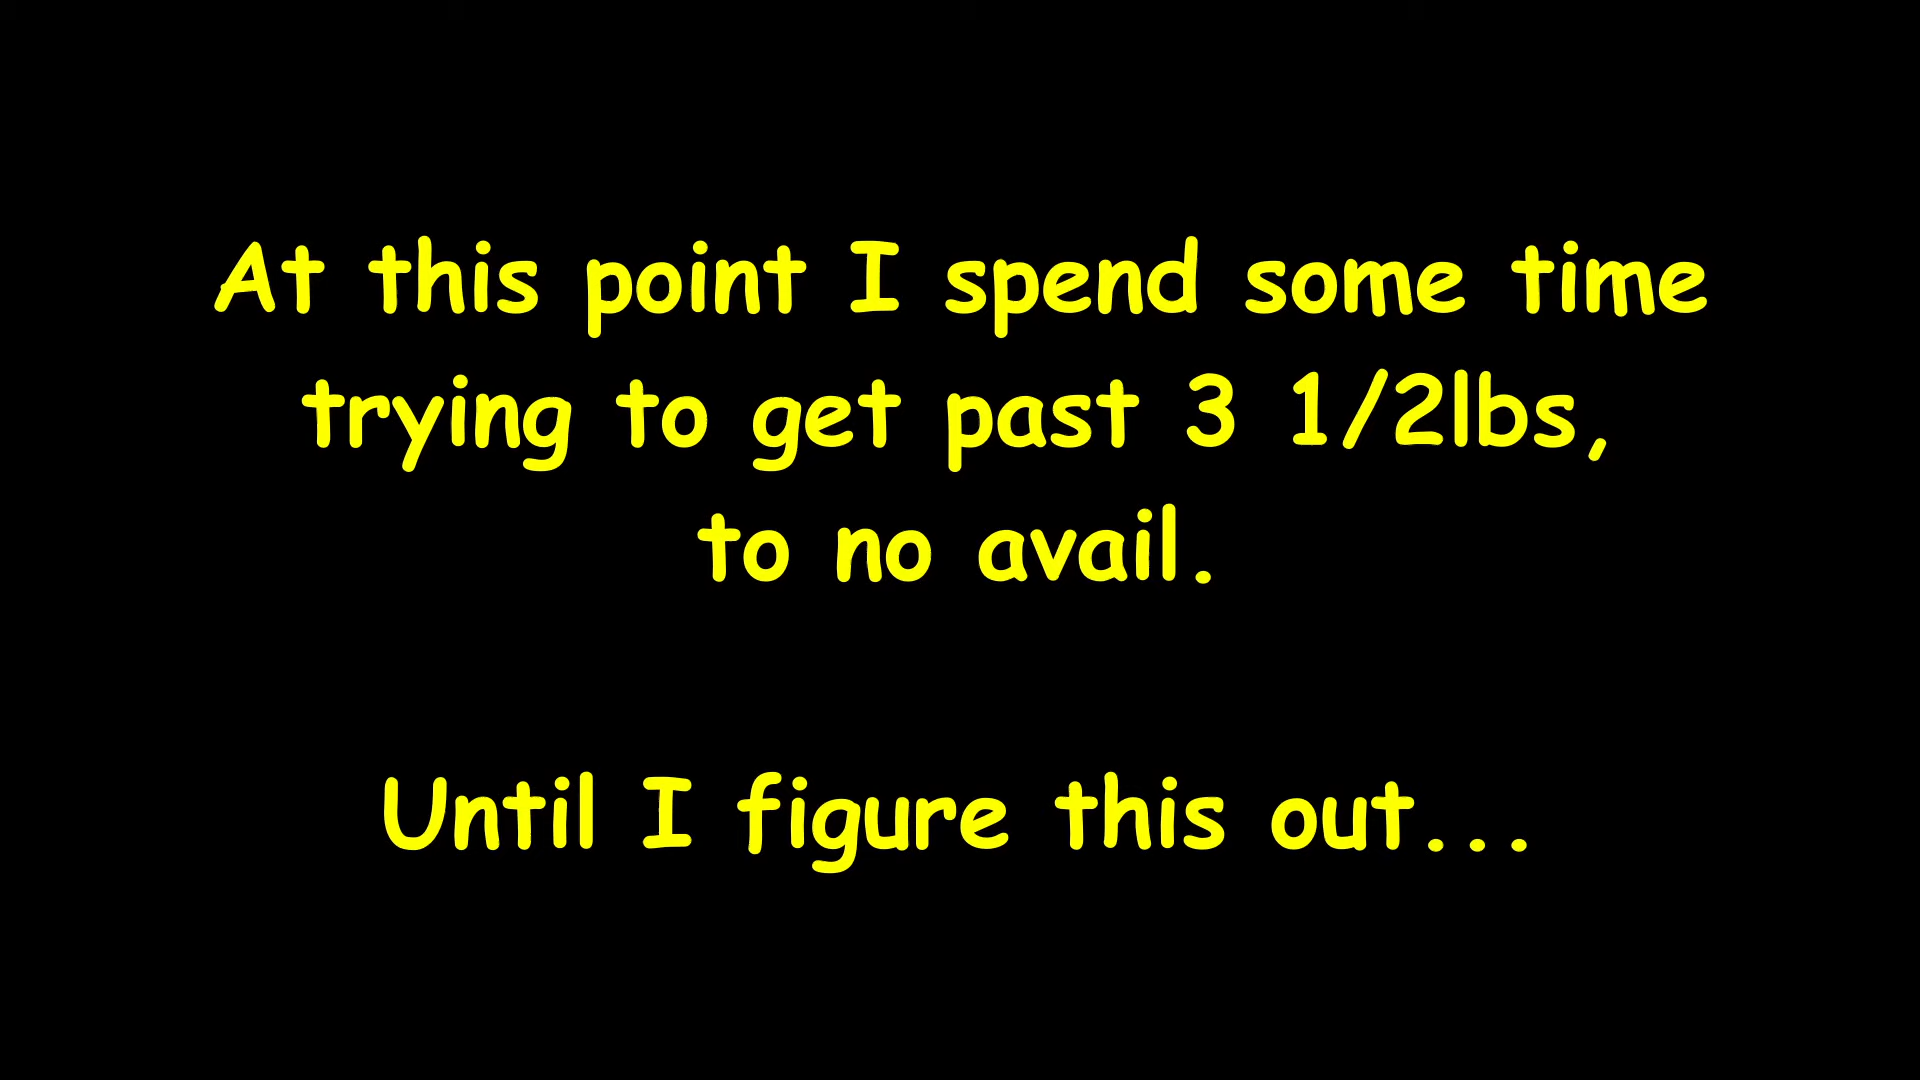 At this point I spend some time
trying to get past 3 1/2lbs,
to no avail.
Until I figure this out...